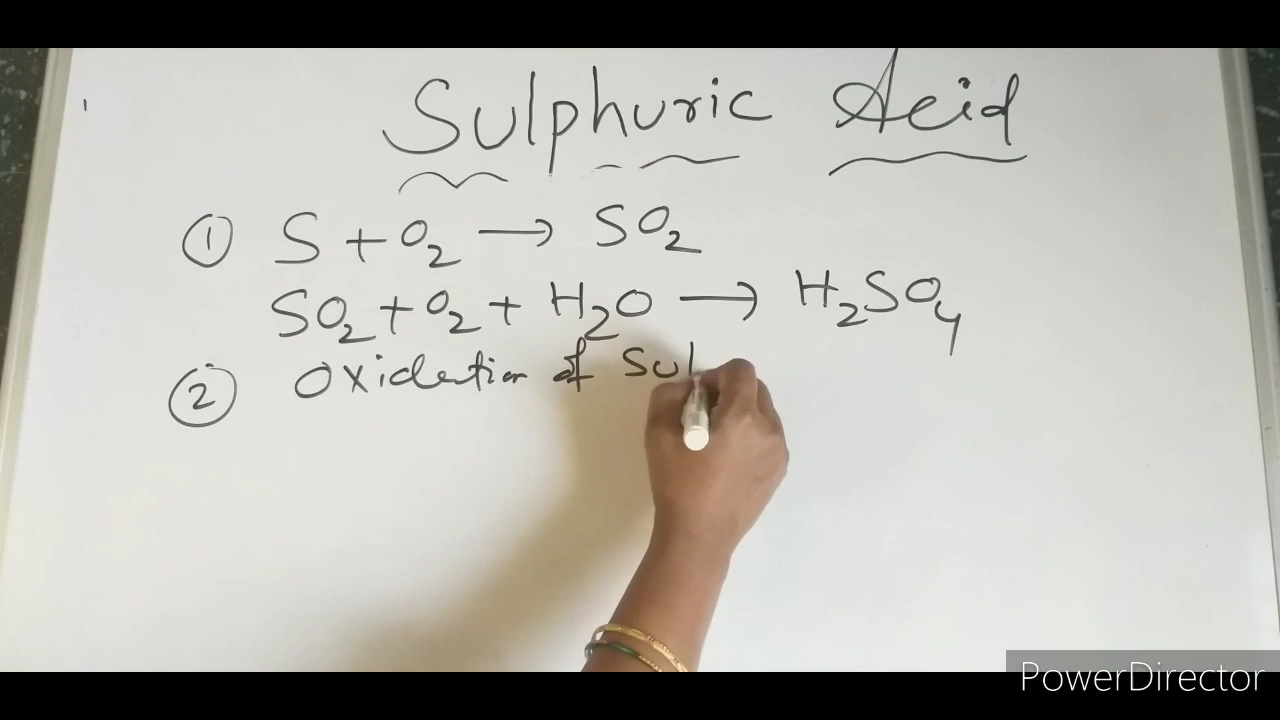 Sulphuric Acid
① S + O₂ → SO₂
SO₂ + O₂ + H₂O → H₂SO₄
② Oxidation of Sul
PowerDirector